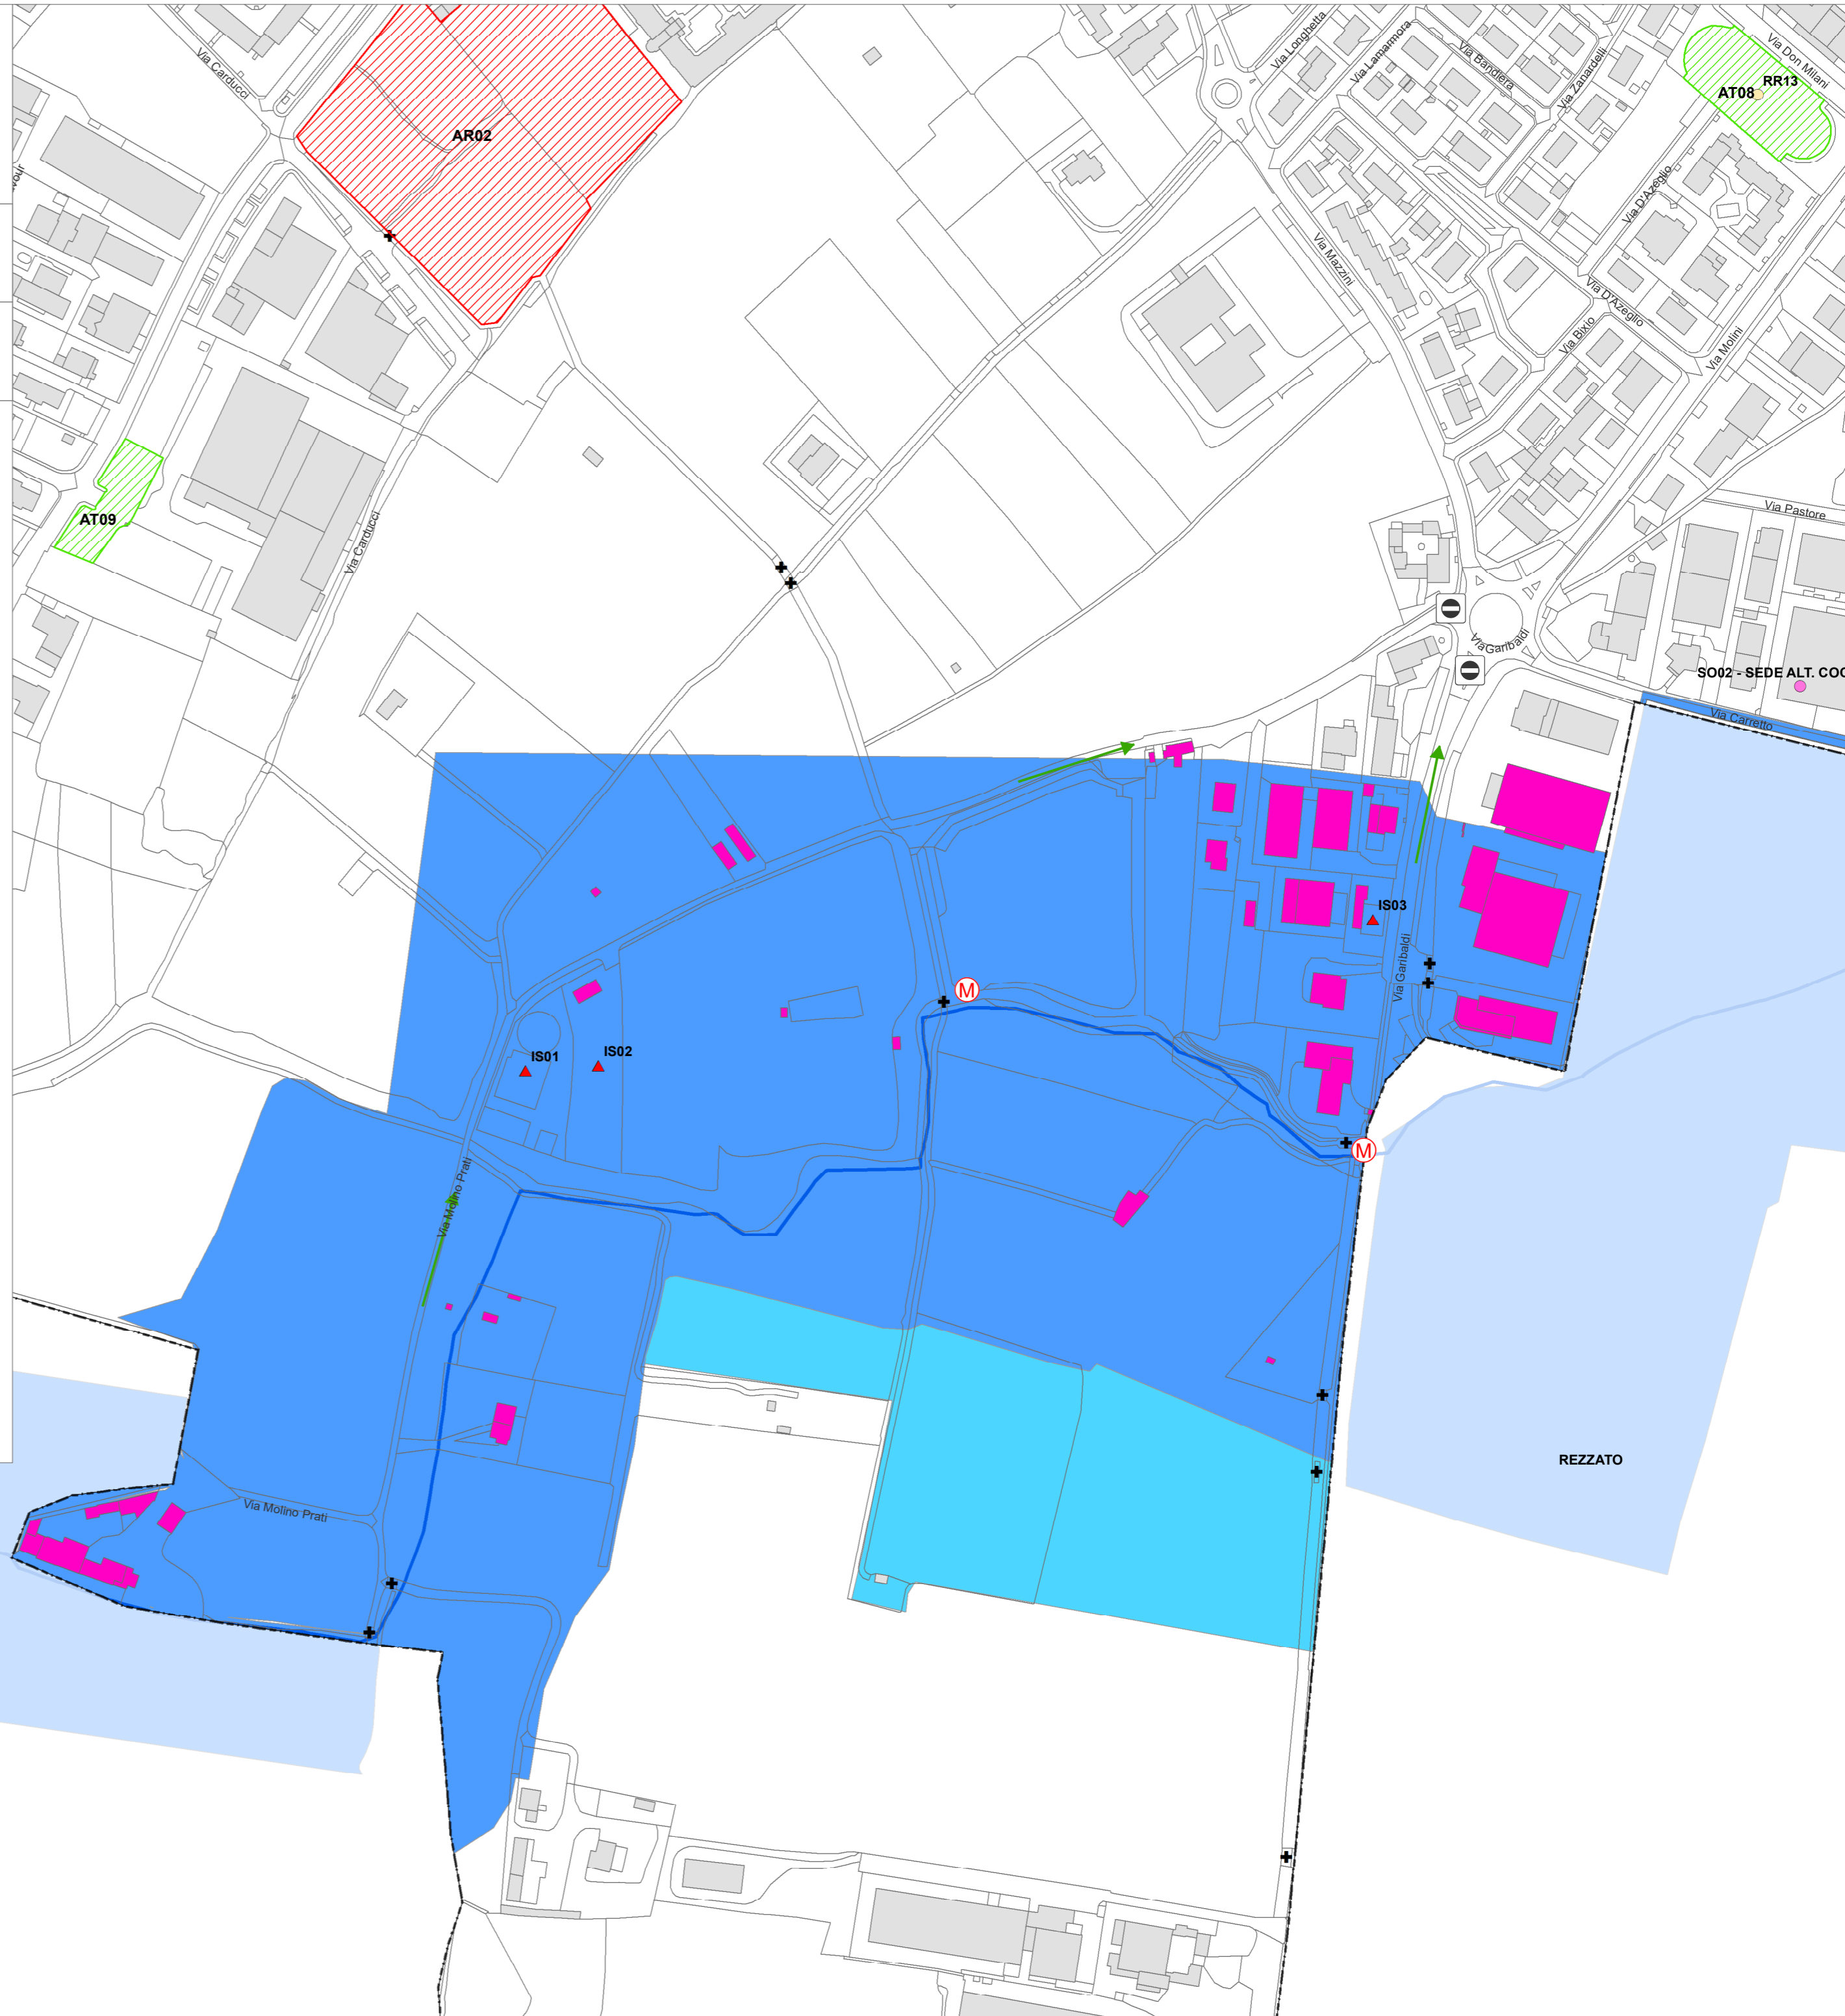 Via Carducci
AR02
Via Longhetta
Via Lamarmora
Via Bandiera
Via Zanardelli
Via Don Milani
RR13
AT08
Via D'Azeglio
Via Mazzini
Via D'Azeglio
Via Bixio
Via Molini
AT09
Via Carducci
Via Pastore
Via Garibaldi
SO02 - SEDE ALT. COC
Via Carretto
IS03
Via Garibaldi
M
IS01
IS02
M
Via Molino Prati
REZZATO
Via Molino Prati